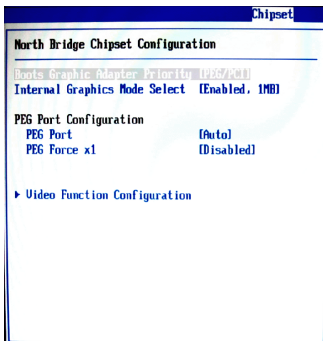 Chipset
North Bridge Chipset Configuration
Boots Graphic Adapter Priority [PEG/PCI]
Internal Graphics Mode Select [Enabled, 1MB]
PEG Port Configuration
PEG Port [Auto]
PEG Force x1 [Disabled]
▶ Video Function Configuration